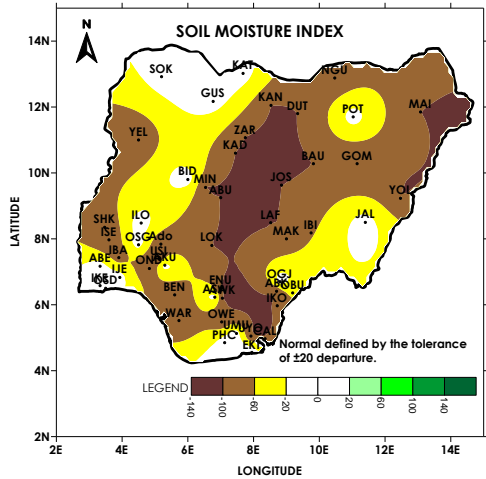 SOIL MOISTURE INDEX
N
14N
12N
10N
8N
6N
4N
2N
LATITUDE
SOK
KAT
GUS
NGU
KAN
DUT
POT
MAI
YEL
ZAR
KAD
BAU
GOM
BID
MIN
ABU
JOS
YOL
SHK
ISE
ILO
OSG
Ado
LAF
MAK
IBI
JAL
LOK
IBA
ABE
IJE
IKE
OND
AKU
BEN
ENU
OGJ
OBU
IKO
WAR
OWE
UMU
UYO
CAL
PHC
EKT
Normal defined by the tolerance
of ±20 departure.
LEGEND
-140
-100
-60
-20
0
20
60
100
140
2E
4E
6E
8E
10E
12E
14E
LONGITUDE